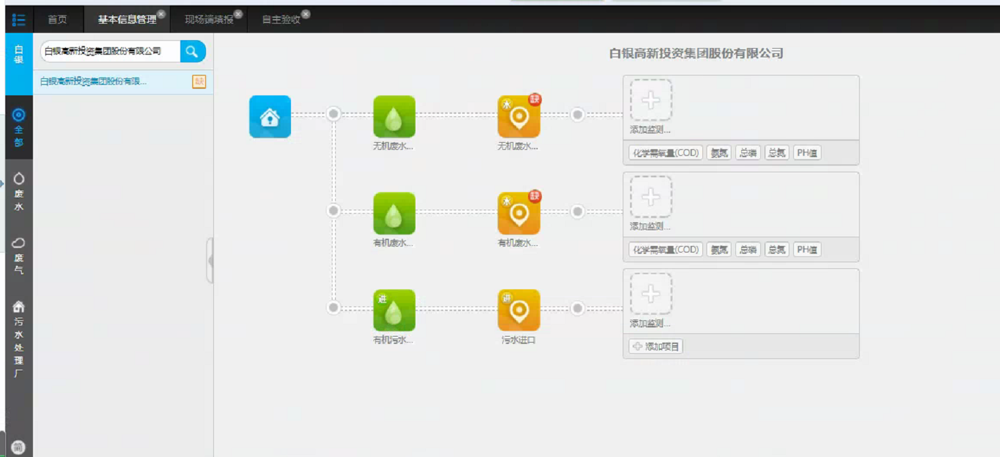 首页
基本信息管理
现场端填报
自主验收
白银
白银高新投资集团股份有限公司
白银高新投资集团股份有限...
缺
全部
废水
废气
污水处理厂
简
白银高新投资集团股份有限公司
无机废水...
水
缺
无机废水...
添加监测...
化学需氧量(COD) 氨氮 总磷 总氮 PH值
有机废水...
水
缺
有机废水...
添加监测...
化学需氧量(COD) 氨氮 总磷 总氮 PH值
进
有机污水...
进
污水进口
添加监测...
添加项目